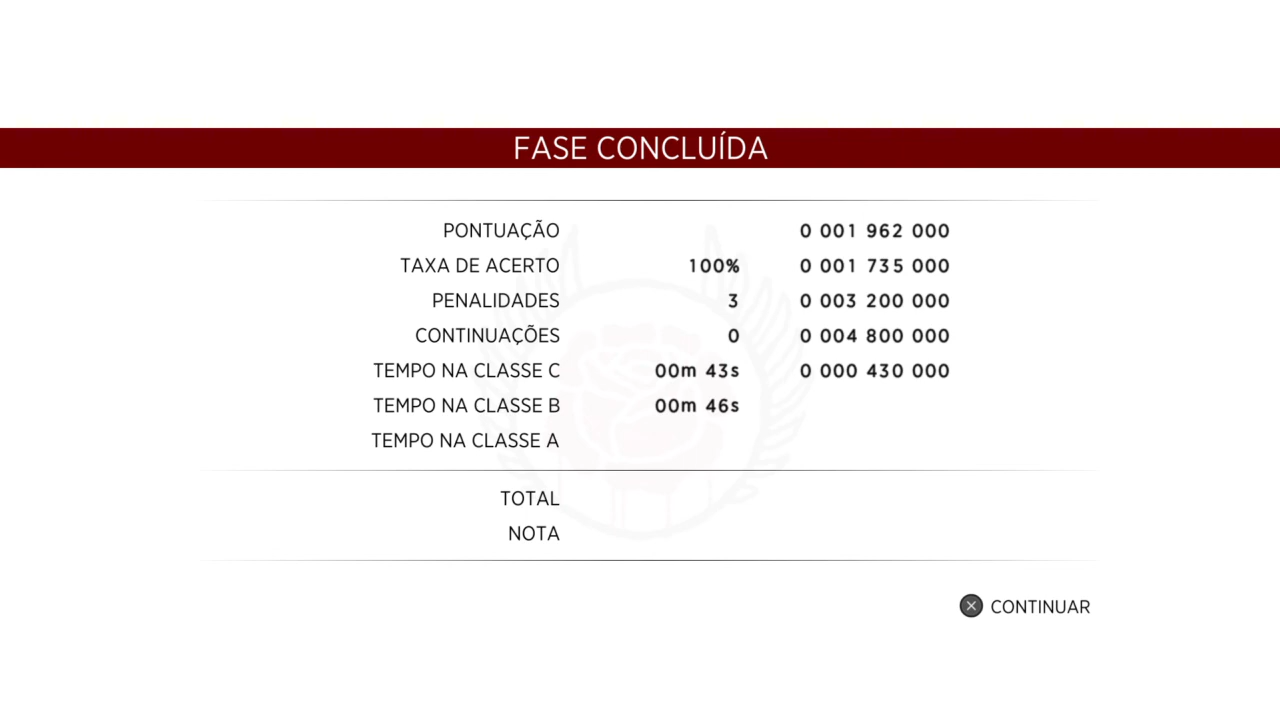 FASE CONCLUÍDA
PONTUAÇÃO 0 001 962 000
TAXA DE ACERTO 100% 0 001 735 000
PENALIDADES 3 0 003 200 000
CONTINUAÇÕES 0 0 004 800 000
TEMPO NA CLASSE C 00m 43s 0 000 430 000
TEMPO NA CLASSE B 00m 46s
TEMPO NA CLASSE A
TOTAL
NOTA
CONTINUAR